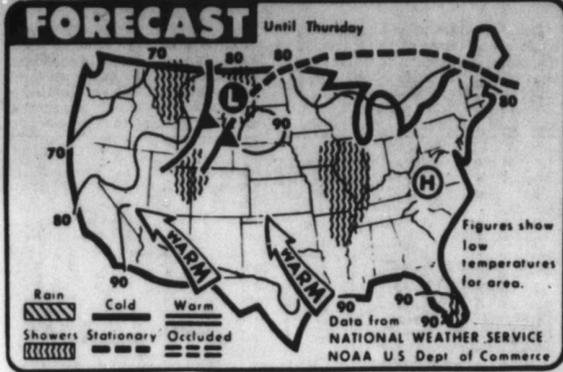 FORECAST Until Thursday
70 80 80
L
90
80
70
H
80
WARM WARM
Figures show
low
temperatures
for area.
90
Rain Cold Warm
90 90
90
Showers Stationary Occluded
Data from
NATIONAL WEATHER SERVICE
NOAA US Dept of Commerce